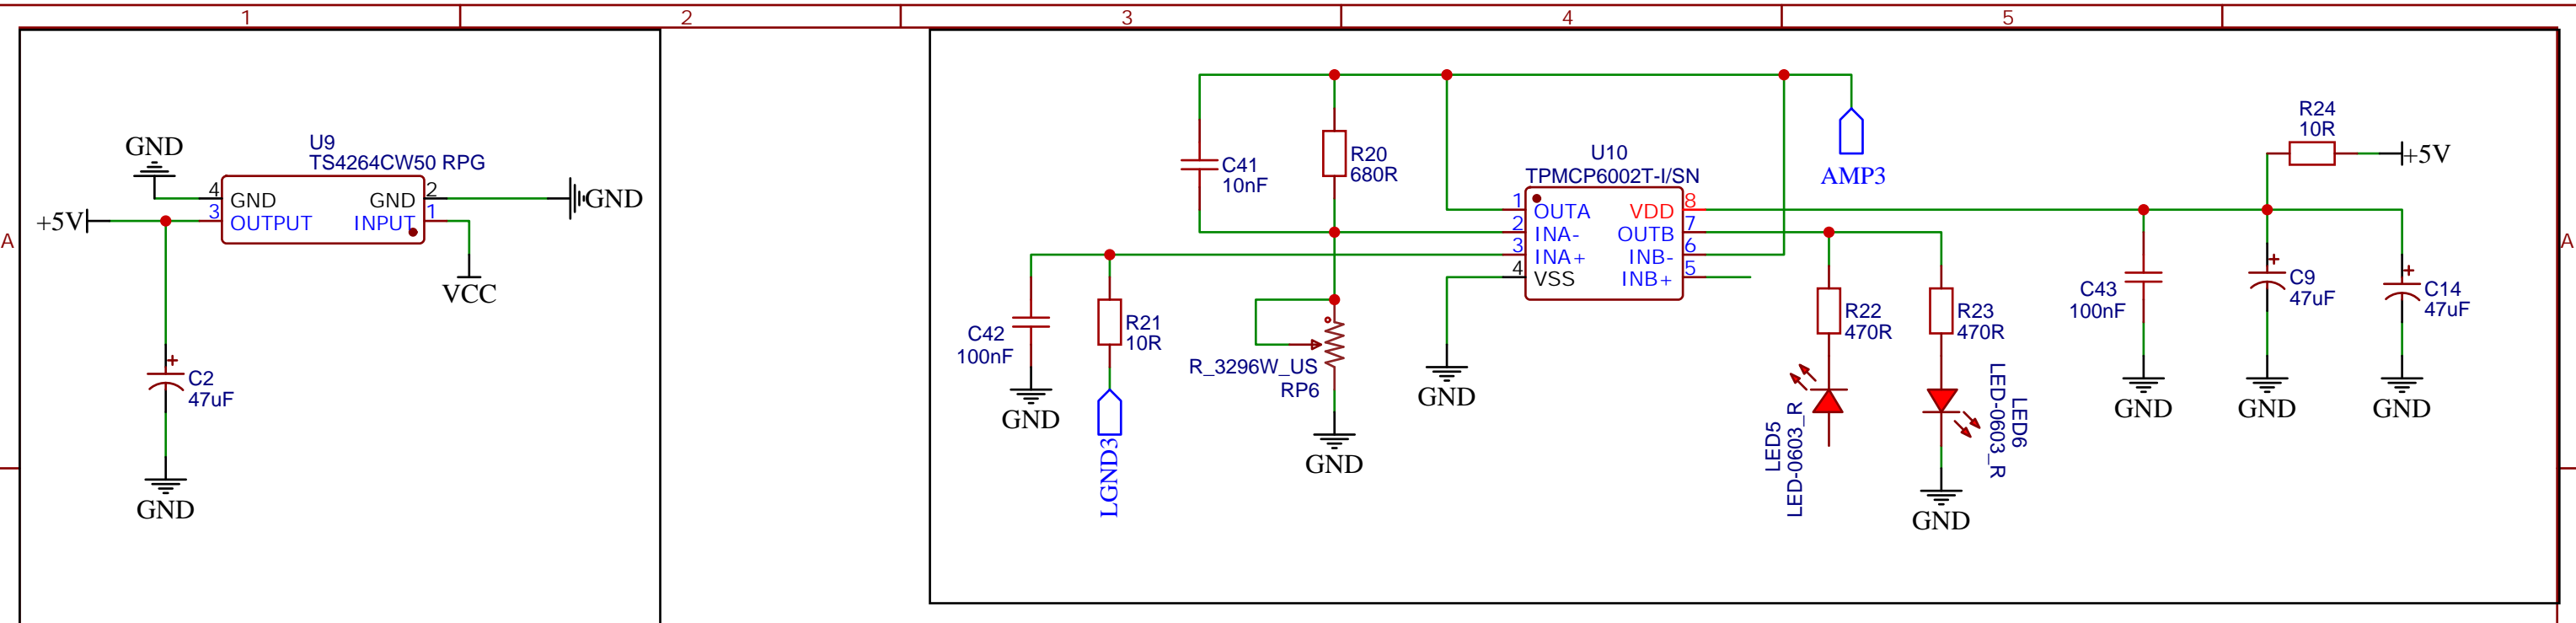 1
2
3
4
5
A
A
GND
U9
TS4264CW50 RPG
4
GND
GND
2
GND
+5V
3
OUTPUT
INPUT
1
VCC
C2
47uF
GND
C41
10nF
R20
680R
U10
TPMCP6002T-I/SN
AMP3
1
OUTA
VDD
8
2
INA-
OUTB
7
3
INA+
INB-
6
4
VSS
INB+
5
R24
10R
+5V
C42
100nF
GND
R21
10R
LGND3
R_3296W_US
RP6
GND
GND
R22
470R
R23
470R
LED5
LED-0603_R
LED6
LED-0603_R
GND
C43
100nF
GND
C9
47uF
GND
C14
47uF
GND